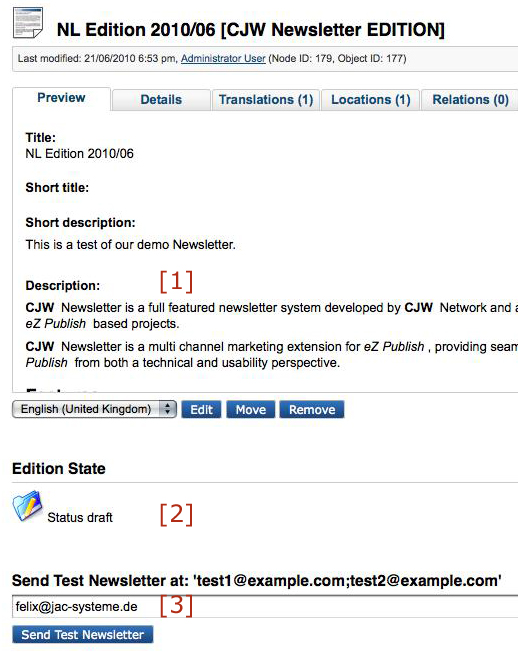 NL Edition 2010/06 [CJW Newsletter EDITION]
Last modified: 21/06/2010 6:53 pm, Administrator User (Node ID: 179, Object ID: 177)
Preview Details Translations (1) Locations (1) Relations (0)
Title:
NL Edition 2010/06
Short title:
Short description:
This is a test of our demo Newsletter.
Description: [1]
CJW Newsletter is a full featured newsletter system developed by CJW Network and a
eZ Publish based projects.
CJW Newsletter is a multi channel marketing extension for eZ Publish , providing sean
Publish from both a technical and usability perspective.
English (United Kingdom) Edit Move Remove
Edition State
Status draft [2]
Send Test Newsletter at: 'test1@example.com;test2@example.com'
felix@jac-systeme.de [3]
Send Test Newsletter